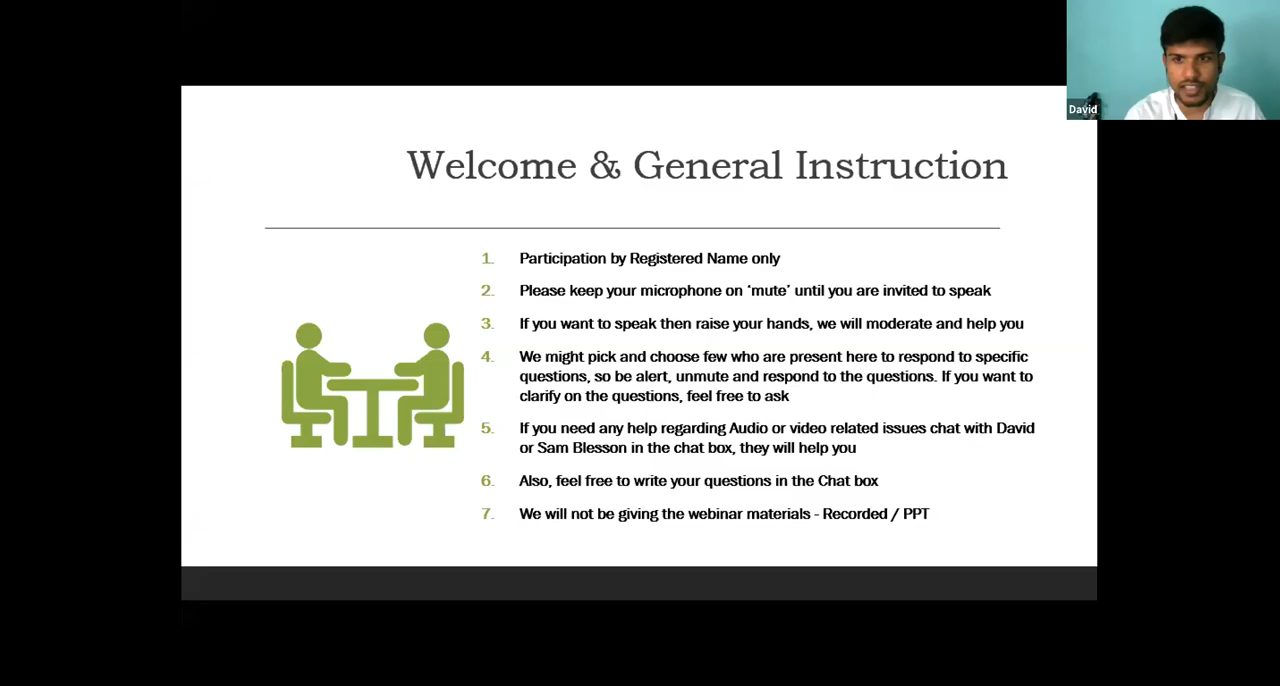 David
Welcome & General Instruction
1. Participation by Registered Name only
2. Please keep your microphone on ‘mute’ until you are invited to speak
3. If you want to speak then raise your hands, we will moderate and help you
4. We might pick and choose few who are present here to respond to specific
questions, so be alert, unmute and respond to the questions. If you want to
clarify on the questions, feel free to ask
5. If you need any help regarding Audio or video related issues chat with David
or Sam Blesson in the chat box, they will help you
6. Also, feel free to write your questions in the Chat box
7. We will not be giving the webinar materials - Recorded / PPT